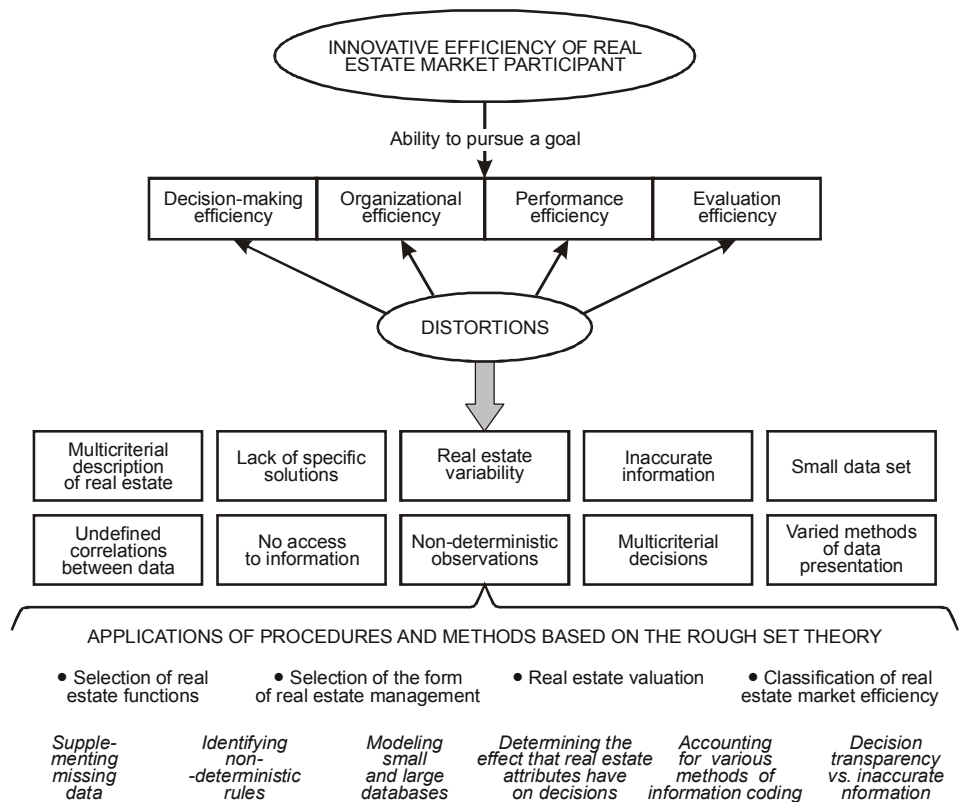 INNOVATIVE EFFICIENCY OF REAL
ESTATE MARKET PARTICIPANT
Ability to pursue a goal
Decision-making
efficiency
Organizational
efficiency
Performance
efficiency
Evaluation
efficiency
DISTORTIONS
Multicriterial
description
of real estate
Lack of specific
solutions
Real estate
variability
Inaccurate
information
Small data set
Undefined
correlations
between data
No access
to information
Non-deterministic
observations
Multicriterial
decisions
Varied methods
of data
presentation
APPLICATIONS OF PROCEDURES AND METHODS BASED ON THE ROUGH SET THEORY
• Selection of real
estate functions
• Selection of the form
of real estate management
• Real estate valuation
• Classification of real
estate market efficiency
Supple-
menting
missing
data
Identifying
non-
-deterministic
rules
Modeling
small
and large
databases
Determining the
effect that real estate
attributes have
on decisions
Accounting
for various
methods of
information coding
Decision
transparency
vs. inaccurate
nformation